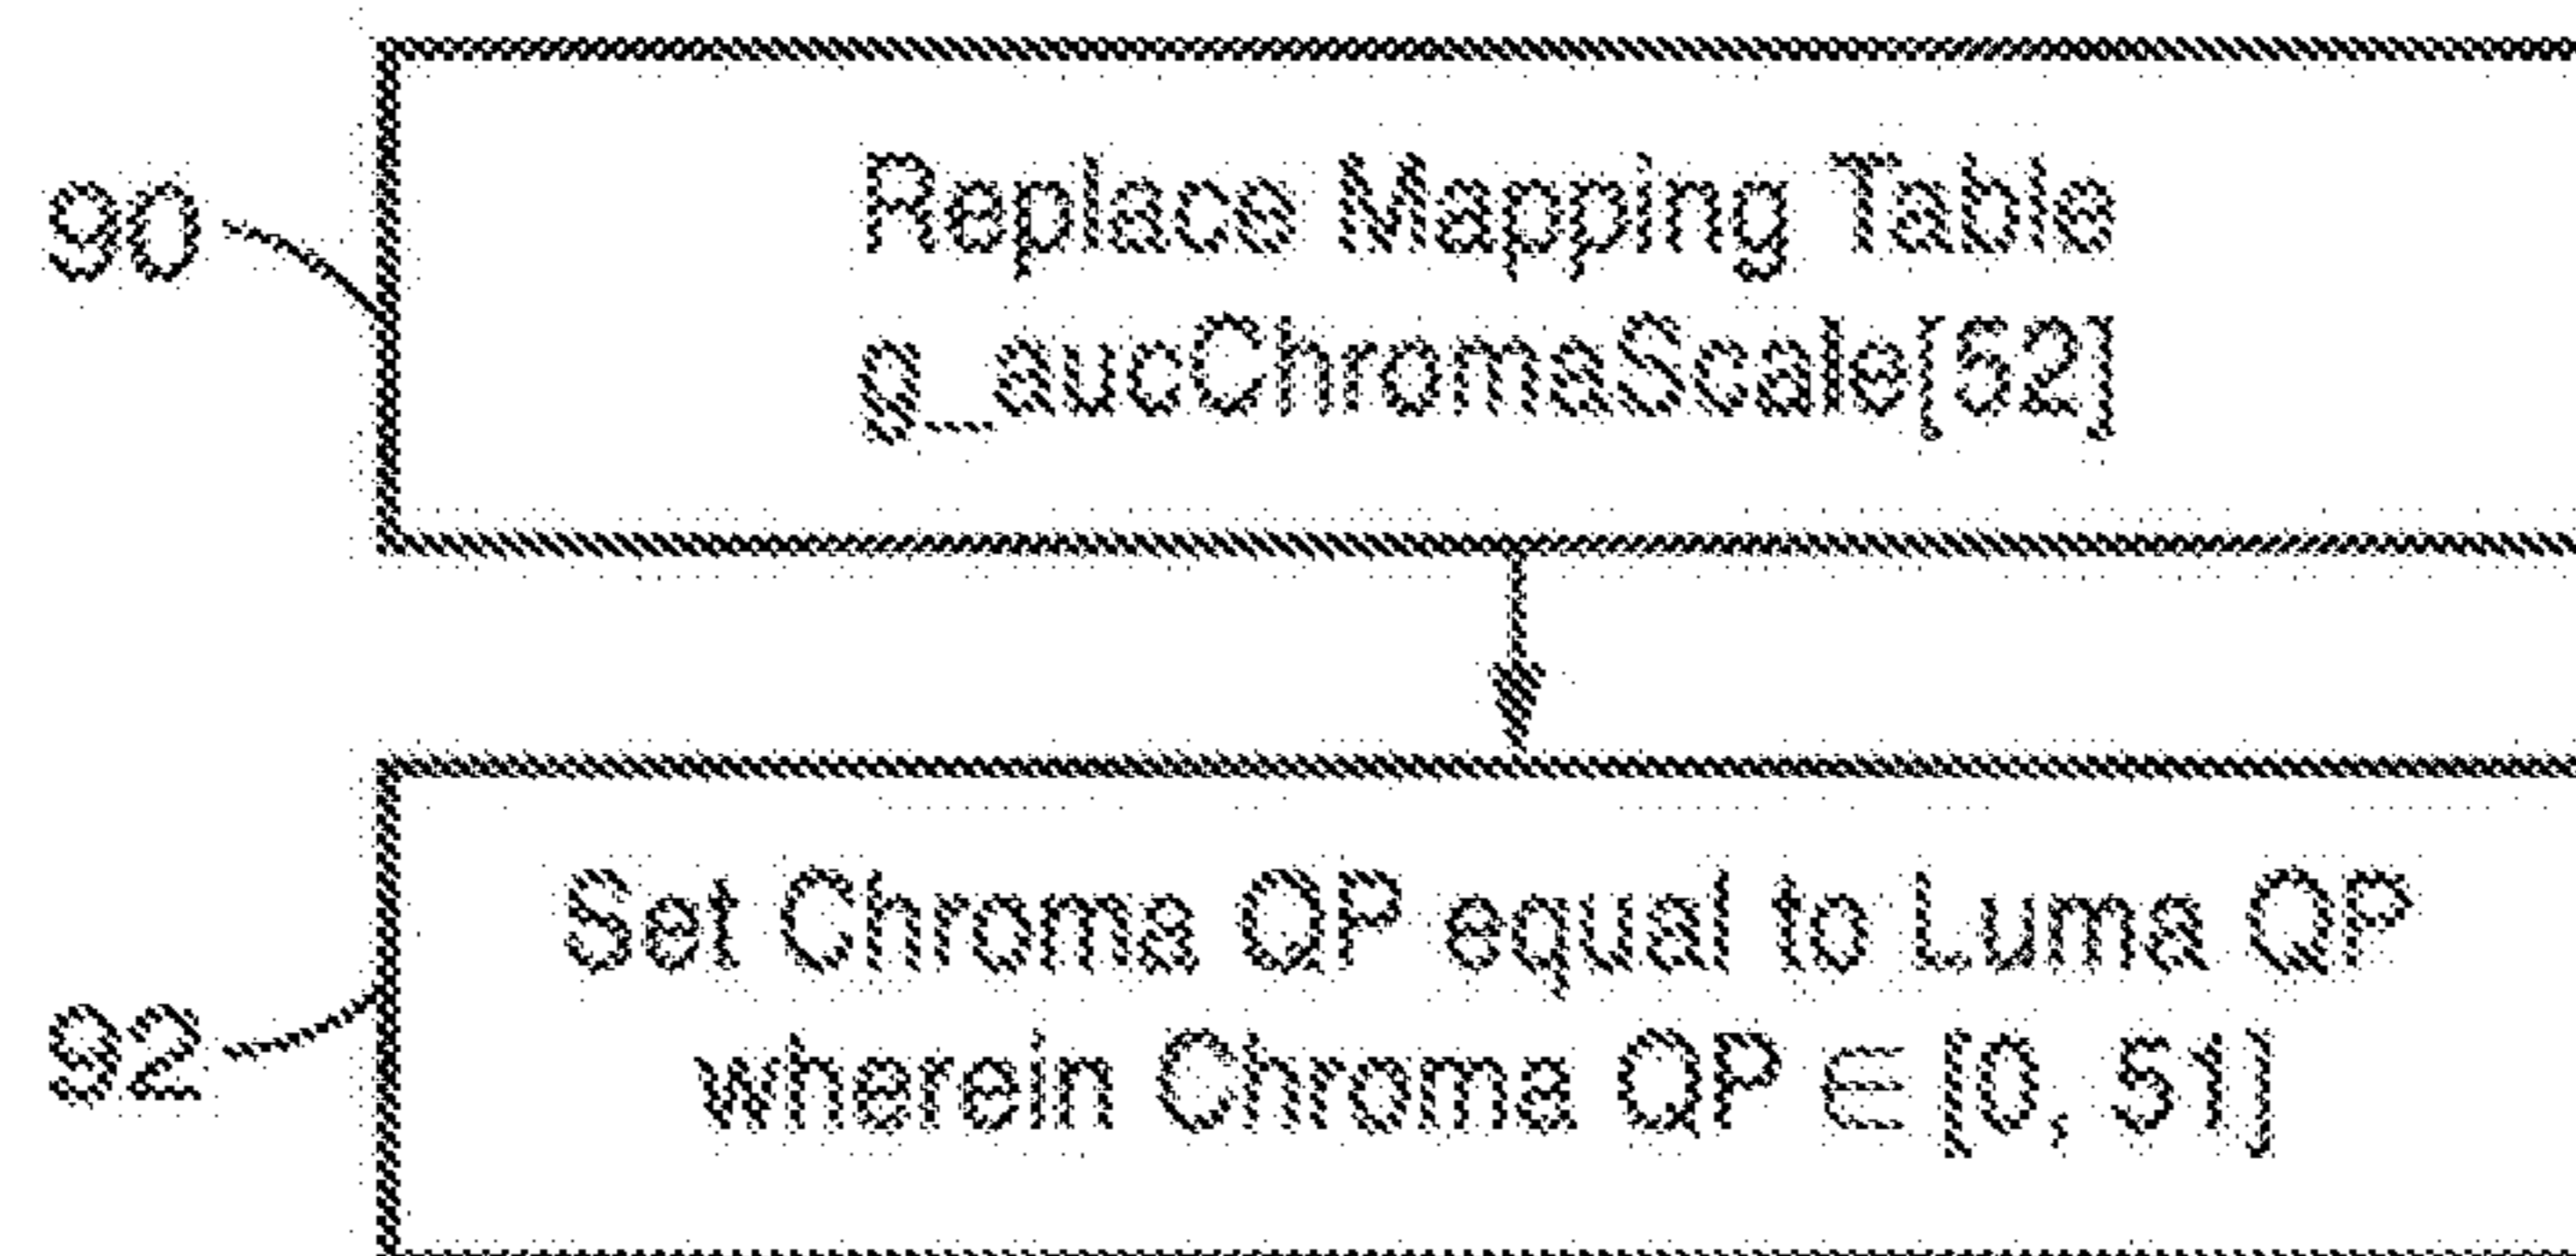 90
Replace Mapping Table
g_aucChromaScale[52]
92
Set Chroma QP equal to Luma QP
wherein Chroma QP ∈ [0, 51]